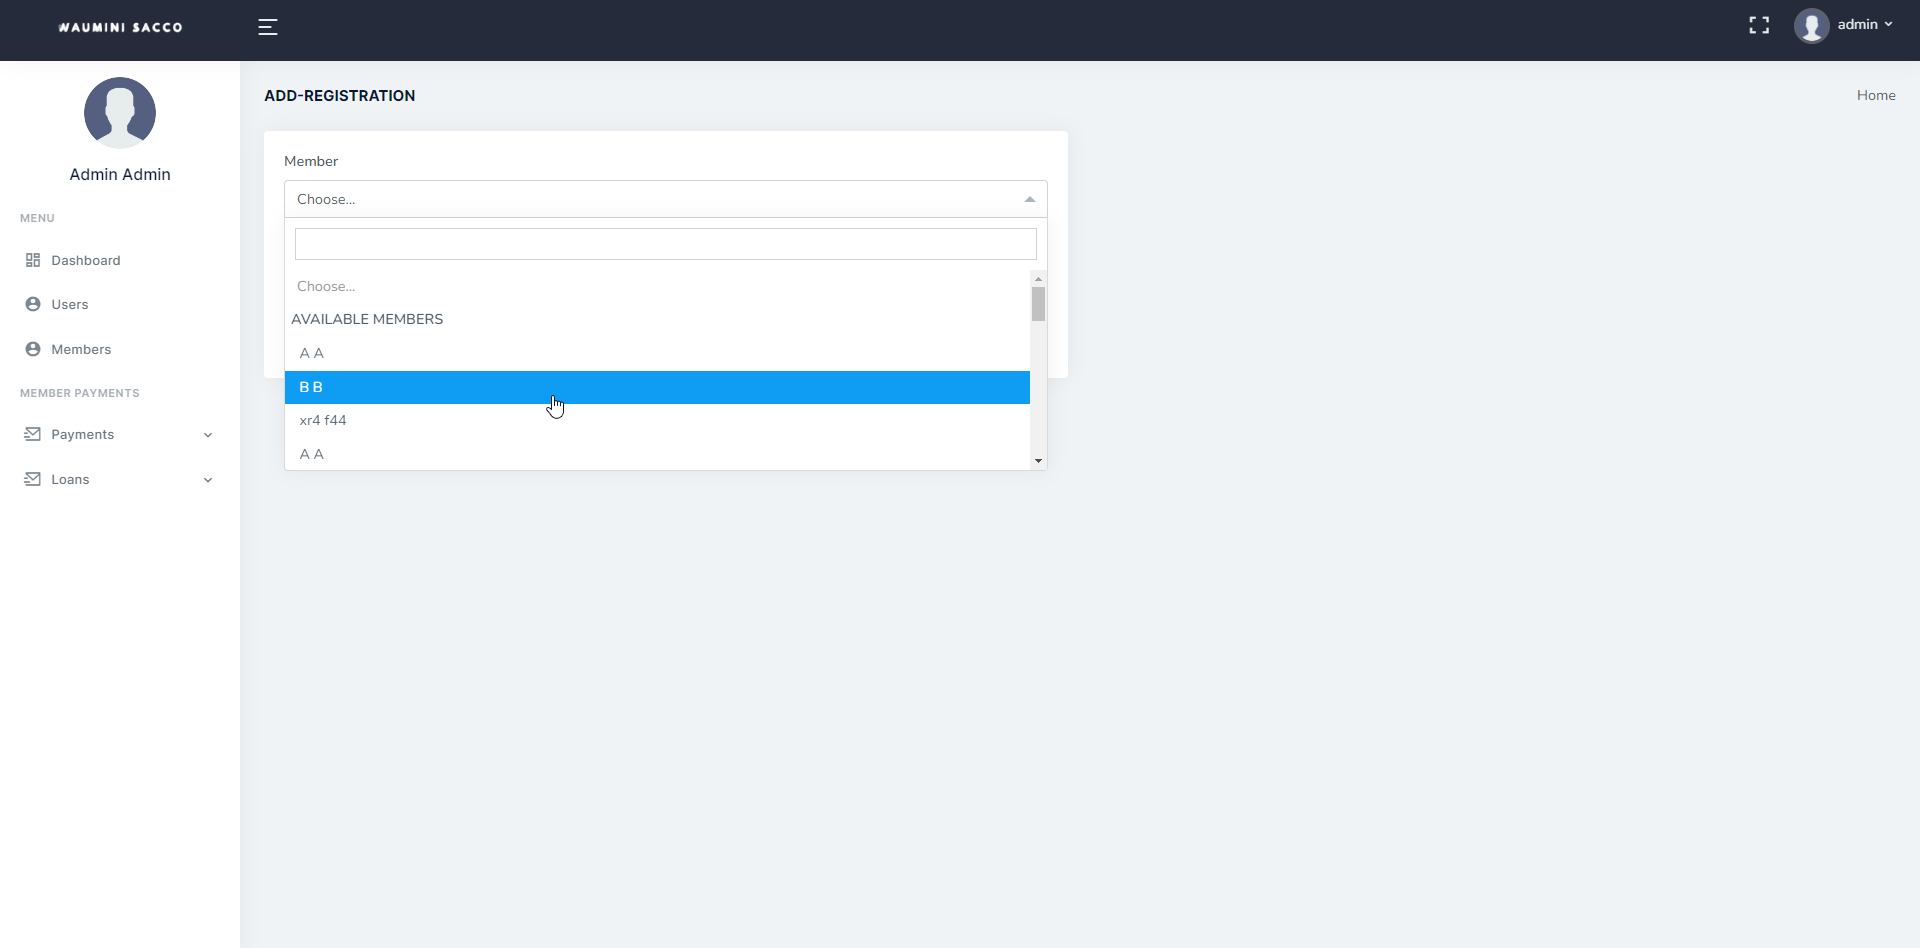 WAUMINI SACCO
admin
Admin Admin
MENU
Dashboard
Users
Members
MEMBER PAYMENTS
Payments
Loans
ADD-REGISTRATION
Home
Member
Choose...
Choose...
AVAILABLE MEMBERS
A A
B B
xr4 f44
A A